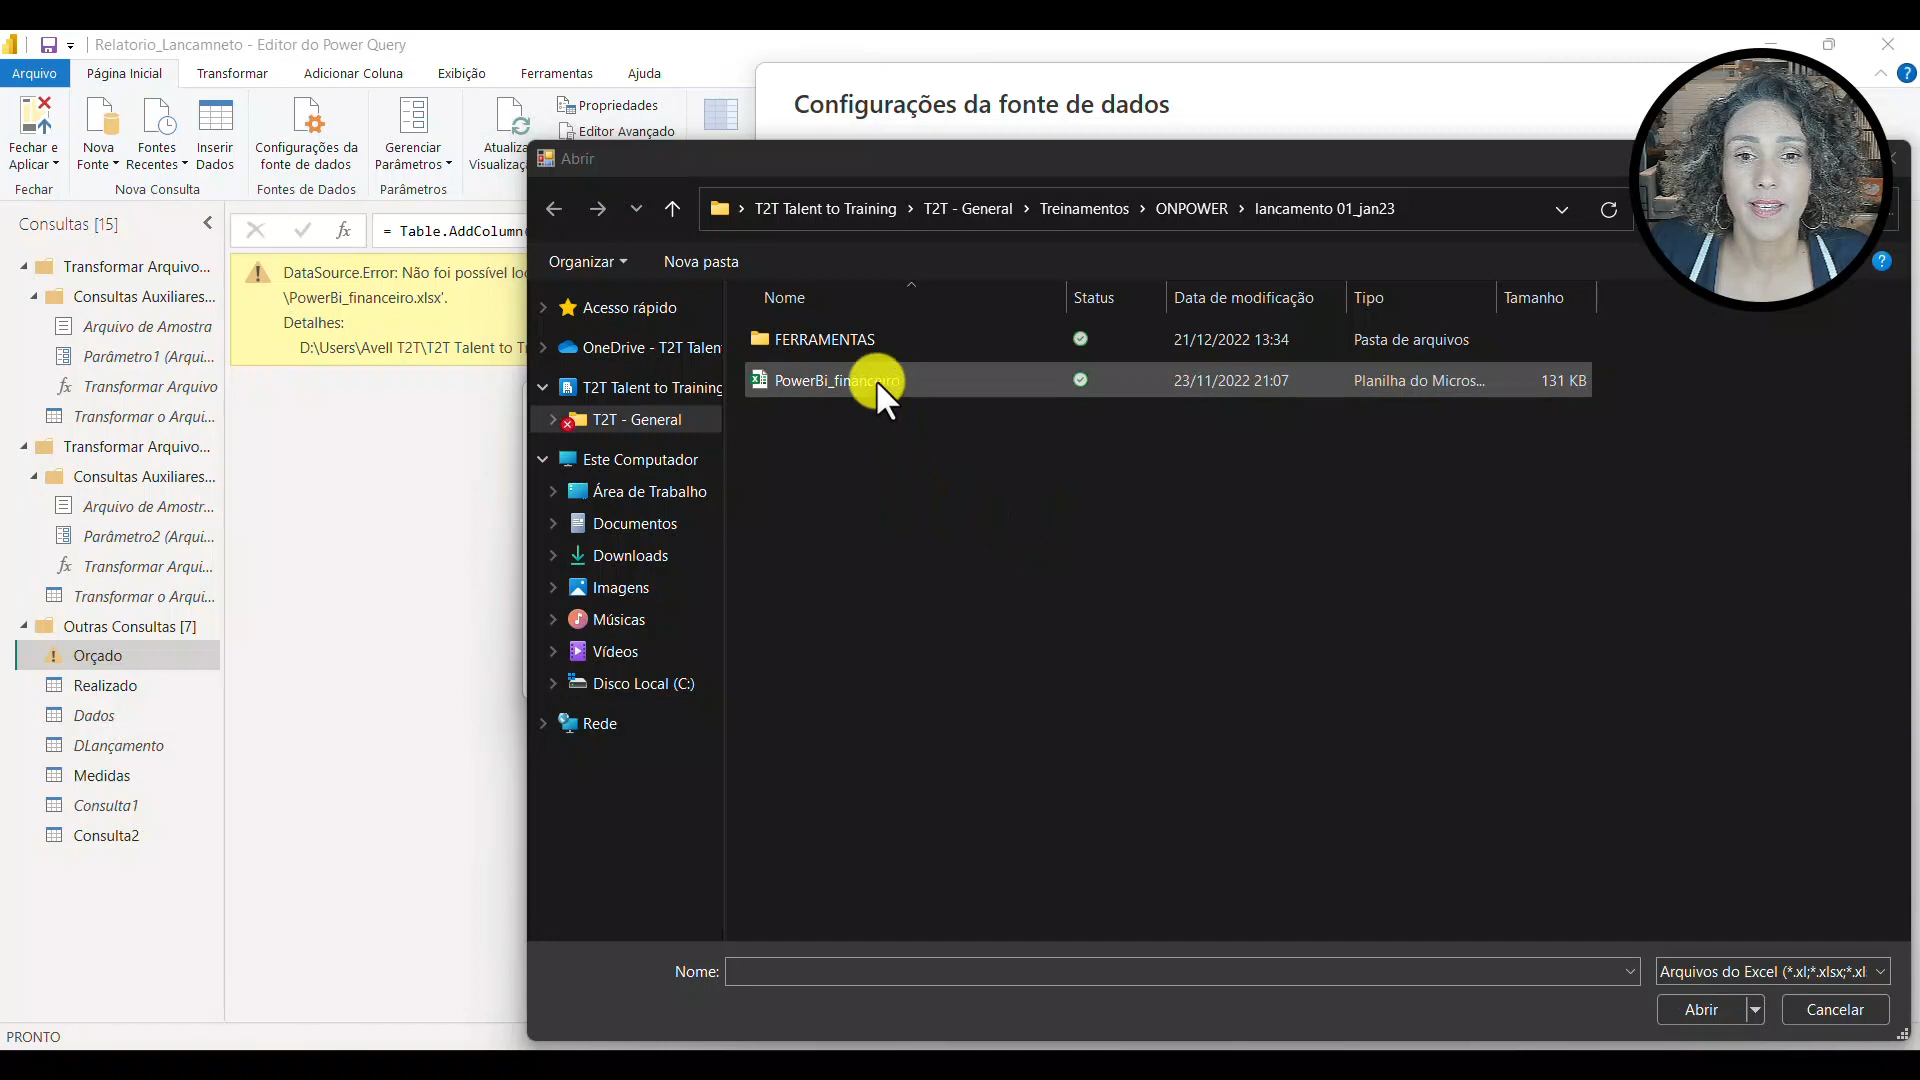 Relatorio_Lancamneto - Editor do Power Query
Arquivo
Página Inicial
Transformar
Adicionar Coluna
Exibição
Ferramentas
Ajuda
Fechar e
Aplicar
Nova
Fonte
Fontes
Recentes
Inserir
Dados
Configurações da
fonte de dados
Gerenciar
Parâmetros
Atualiza
Visualizaç
Propriedades
Editor Avançado
Fechar
Nova Consulta
Fontes de Dados
Parâmetros
Configurações da fonte de dados
Consultas [15]
fx
= Table.AddColumn
DataSource.Error: Não foi possível lo
\PowerBi_financeiro.xlsx'.
Detalhes:
D:\Users\Avell T2T\T2T Talent to Tr
Transformar Arquivo...
Consultas Auxiliares...
Arquivo de Amostra
Parâmetro1 (Arqui...
fx Transformar Arquivo
Transformar o Arqui...
Transformar Arquivo...
Consultas Auxiliares...
Arquivo de Amostr...
Parâmetro2 (Arqui...
fx Transformar Arqui...
Transformar o Arqui...
Outras Consultas [7]
Orçado
Realizado
Dados
DLançamento
Medidas
Consulta1
Consulta2
PRONTO
Abrir
T2T Talent to Training › T2T - General › Treinamentos › ONPOWER › lancamento 01_jan23
Organizar
Nova pasta
Acesso rápido
OneDrive - T2T Talen
T2T Talent to Training
T2T - General
Este Computador
Área de Trabalho
Documentos
Downloads
Imagens
Músicas
Vídeos
Disco Local (C:)
Rede
Nome Status Data de modificação Tipo Tamanho
FERRAMENTAS 21/12/2022 13:34 Pasta de arquivos
PowerBi_financeiro 23/11/2022 21:07 Planilha do Micros... 131 KB
Nome:
Arquivos do Excel (*.xl;*.xlsx;*.xl
Abrir
Cancelar